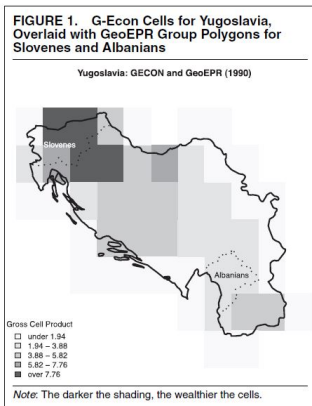 FIGURE 1. G-Econ Cells for Yugoslavia,
Overlaid with GeoEPR Group Polygons for
Slovenes and Albanians
Yugoslavia: GECON and GeoEPR (1990)
Slovenes
Albanians
Gross Cell Product
under 1.94
1.94 – 3.88
3.88 – 5.82
5.82 – 7.76
over 7.76
Note: The darker the shading, the wealthier the cells.